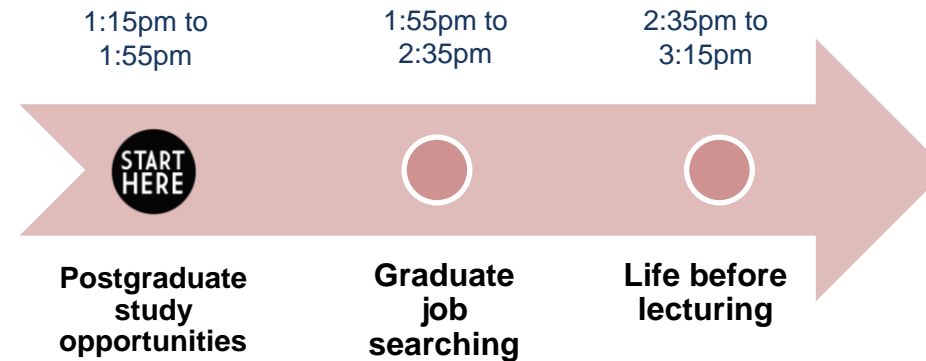 1:15pm to
1:55pm
1:55pm to
2:35pm
2:35pm to
3:15pm
START
HERE
Postgraduate
study
opportunities
Graduate
job
searching
Life before
lecturing